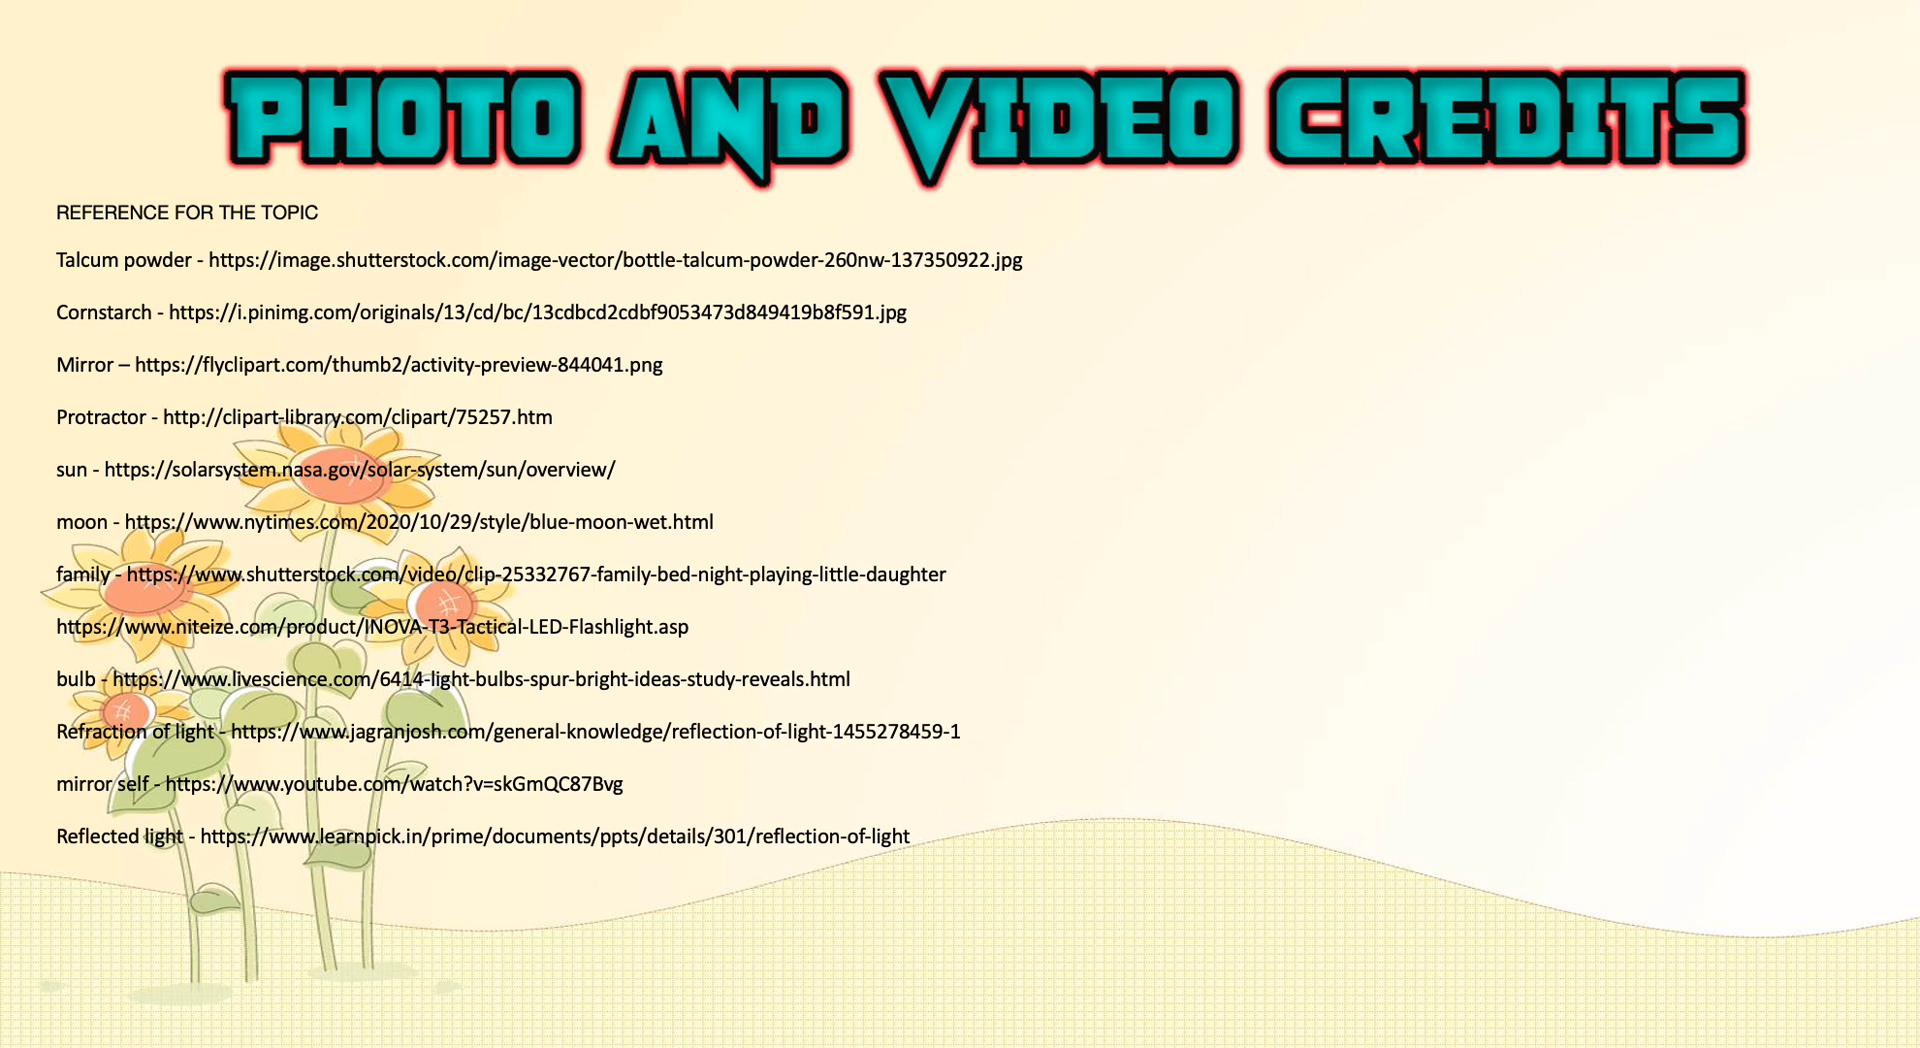 PHOTO AND VIDEO CREDITS
REFERENCE FOR THE TOPIC
Talcum powder - https://image.shutterstock.com/image-vector/bottle-talcum-powder-260nw-137350922.jpg
Cornstarch - https://i.pinimg.com/originals/13/cd/bc/13cdbcd2cdbf9053473d849419b8f591.jpg
Mirror – https://flyclipart.com/thumb2/activity-preview-844041.png
Protractor - http://clipart-library.com/clipart/75257.htm
sun - https://solarsystem.nasa.gov/solar-system/sun/overview/
moon - https://www.nytimes.com/2020/10/29/style/blue-moon-wet.html
family - https://www.shutterstock.com/video/clip-25332767-family-bed-night-playing-little-daughter
https://www.niteize.com/product/INOVA-T3-Tactical-LED-Flashlight.asp
bulb - https://www.livescience.com/6414-light-bulbs-spur-bright-ideas-study-reveals.html
Refraction of light - https://www.jagranjosh.com/general-knowledge/reflection-of-light-1455278459-1
mirror self - https://www.youtube.com/watch?v=skGmQC87Bvg
Reflected light - https://www.learnpick.in/prime/documents/ppts/details/301/reflection-of-light